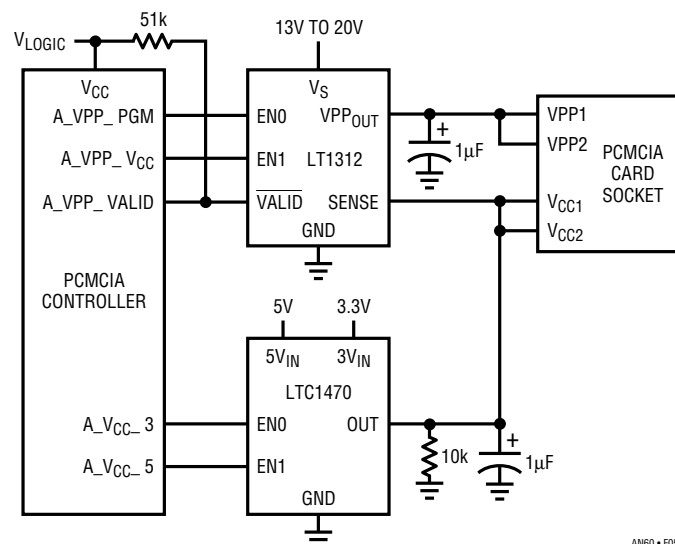 51k
V_LOGIC
13V TO 20V
V_CC
A_VPP_ PGM
A_VPP_ V_CC
A_VPP_ VALID
PCMCIA
CONTROLLER
A_V_CC_ 3
A_V_CC_ 5
V_S
EN0
VPP_OUT
EN1
LT1312
VALID
SENSE
GND
+
1µF
VPP1
VPP2
PCMCIA
CARD
SOCKET
V_CC1
V_CC2
5V
3.3V
5V_IN
3V_IN
LTC1470
EN0
OUT
EN1
GND
10k
+
1µF